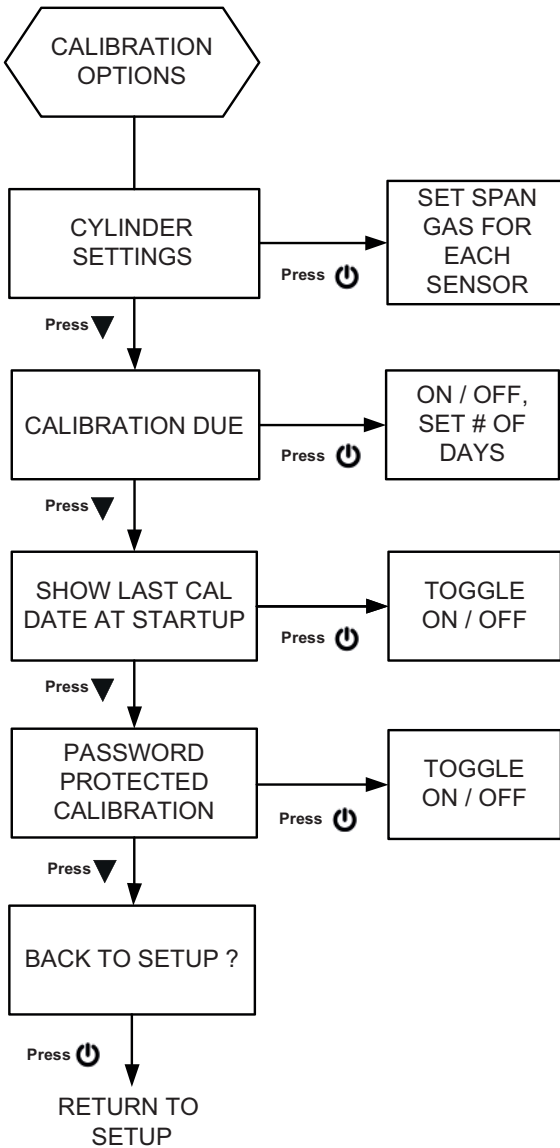 CALIBRATION
OPTIONS
CYLINDER
SETTINGS
Press
SET SPAN
GAS FOR
EACH
SENSOR
Press
CALIBRATION DUE
Press
ON / OFF,
SET # OF
DAYS
Press
SHOW LAST CAL
DATE AT STARTUP
Press
TOGGLE
ON / OFF
Press
PASSWORD
PROTECTED
CALIBRATION
Press
TOGGLE
ON / OFF
Press
BACK TO SETUP ?
Press
RETURN TO
SETUP